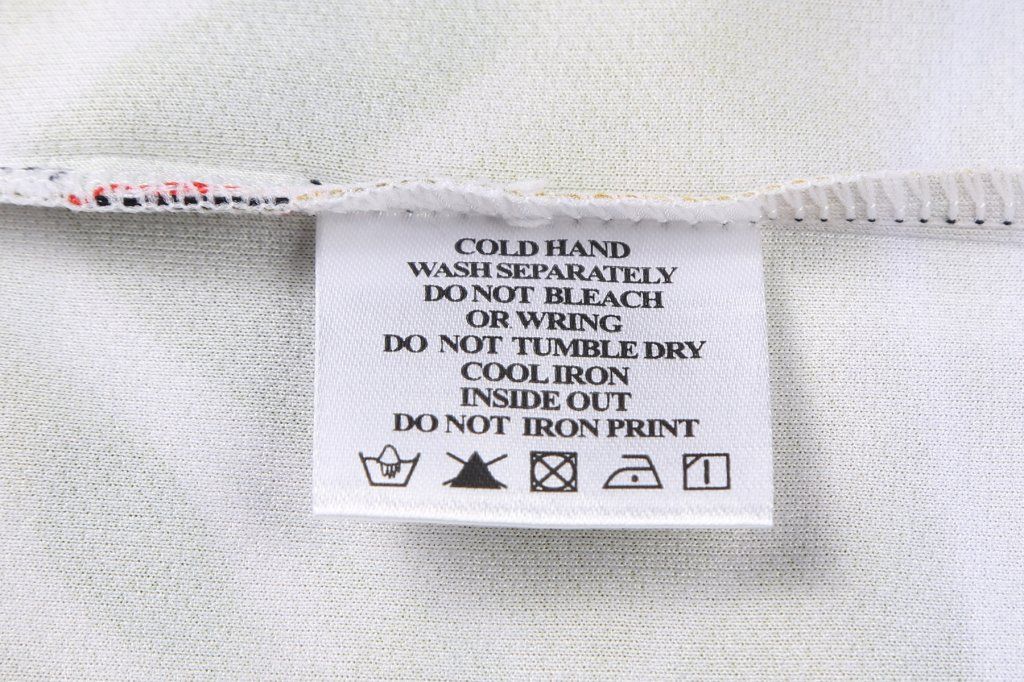 COLD HAND
WASH SEPARATELY
DO NOT BLEACH
OR WRING
DO NOT TUMBLE DRY
COOL IRON
INSIDE OUT
DO NOT IRON PRINT